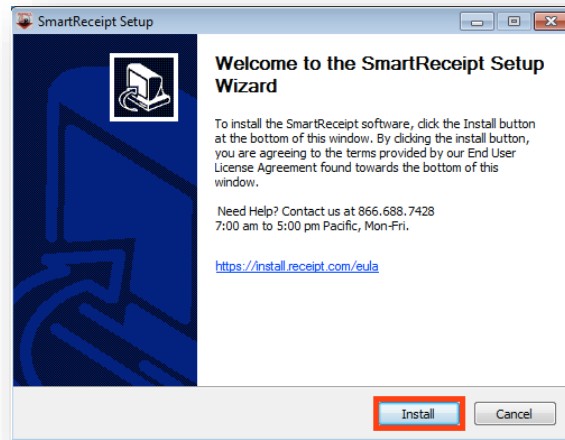 SmartReceipt Setup
Welcome to the SmartReceipt Setup
Wizard
To install the SmartReceipt software, click the Install button
at the bottom of this window. By clicking the install button,
you are agreeing to the terms provided by our End User
License Agreement found towards the bottom of this
window.
Need Help? Contact us at 866.688.7428
7:00 am to 5:00 pm Pacific, Mon-Fri.
https://install.receipt.com/eula
Install
Cancel